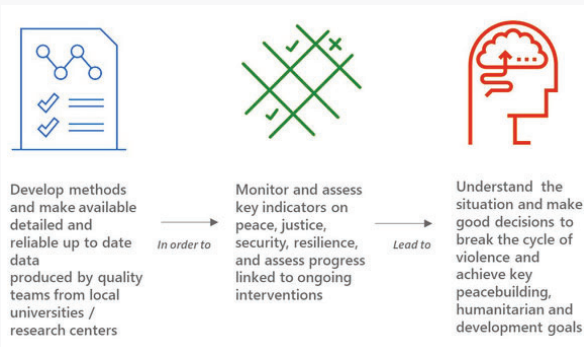 Develop methods
and make available
detailed and
reliable up to date
data
produced by quality
teams from local
universities /
research centers
In order to
Monitor and assess
key indicators on
peace, justice,
security, resilience,
and assess progress
linked to ongoing
interventions
Lead to
Understand the
situation and make
good decisions to
break the cycle of
violence and
achieve key
peacebuilding,
humanitarian and
development goals